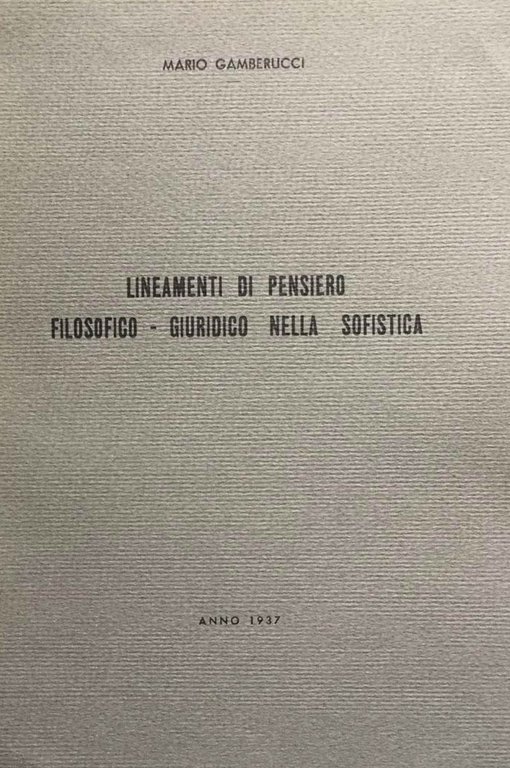 MARIO GAMBERUCCI
LINEAMENTI DI PENSIERO
FILOSOFICO - GIURIDICO NELLA SOFISTICA
ANNO 1937